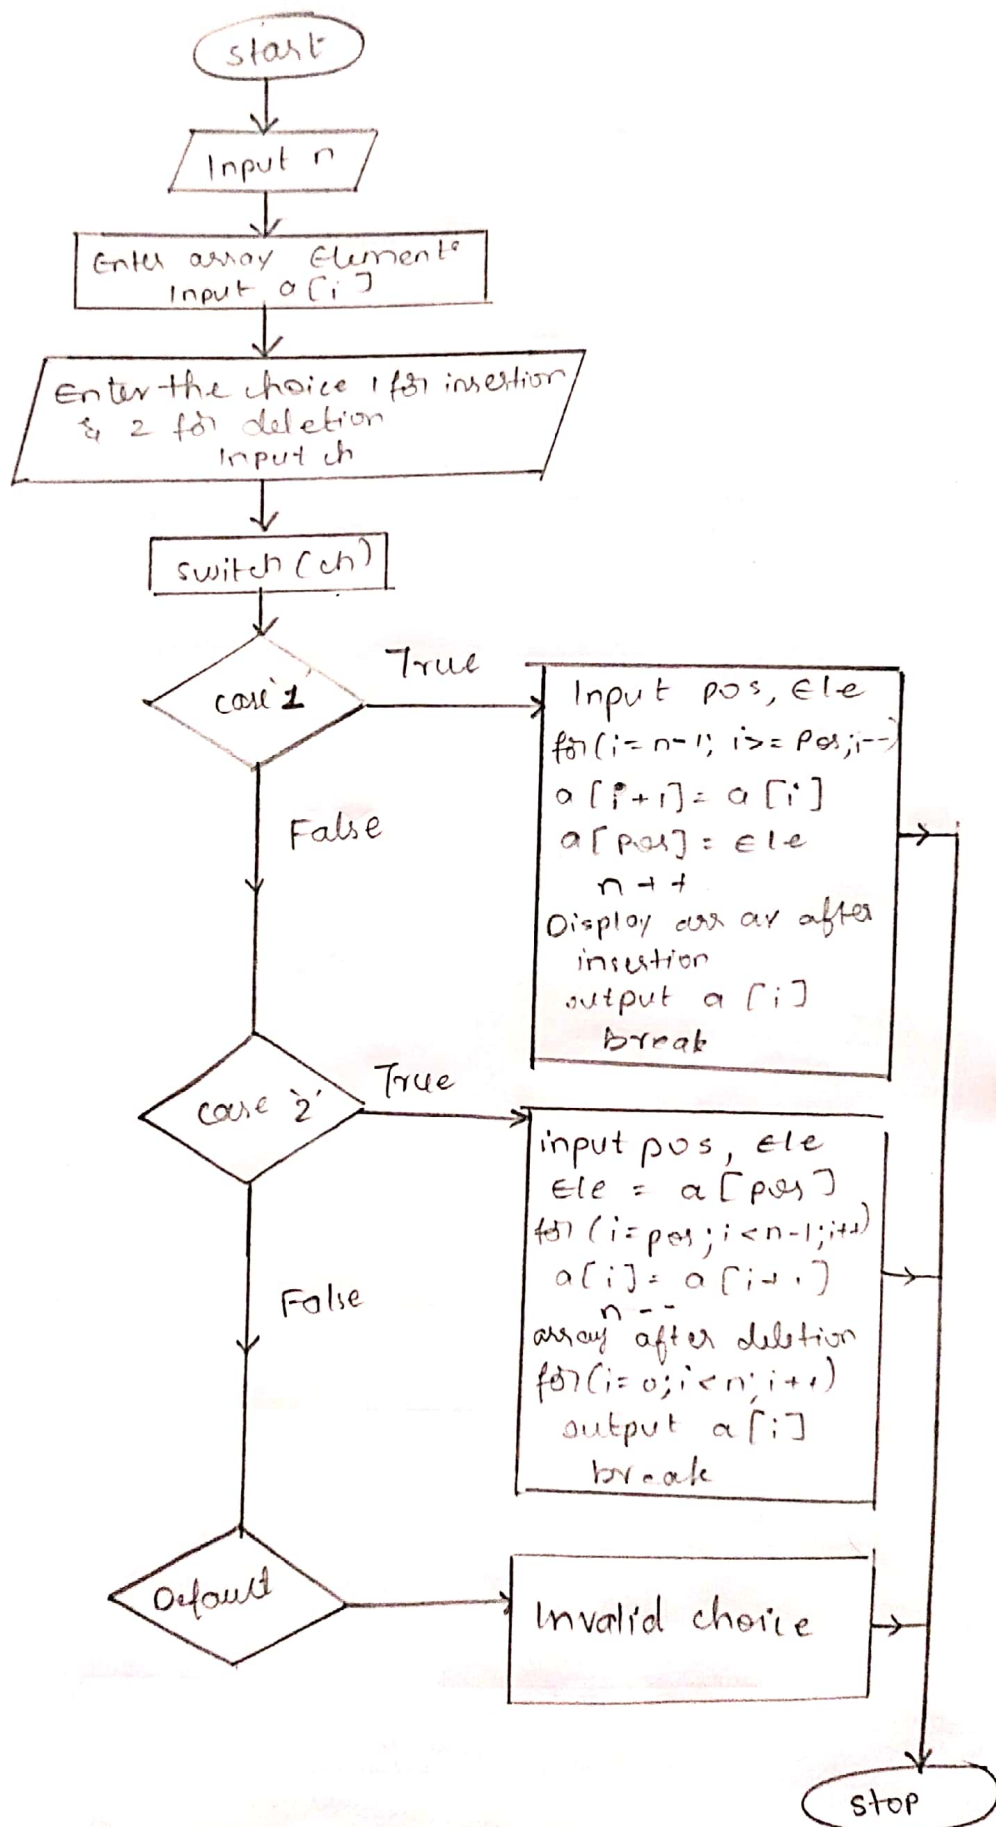 start
Input n
Enter array Elements
Input a[i]
Enter the choice 1 for insertion
& 2 for deletion
Input ch
switch(ch)
case '1'
True
False
Input pos, Ele
for(i=n-1; i>=pos;i--)
a[i+1]=a[i]
a[pos]=Ele
n++
Display array after
insertion
output a[i]
break
case '2'
True
False
input pos, Ele
Ele = a[pos]
for(i=pos;i<n-1;i++)
a[i]=a[i+1]
n--
array after deletion
for(i=0;i<n;i++)
output a[i]
break
Default
Invalid choice
stop